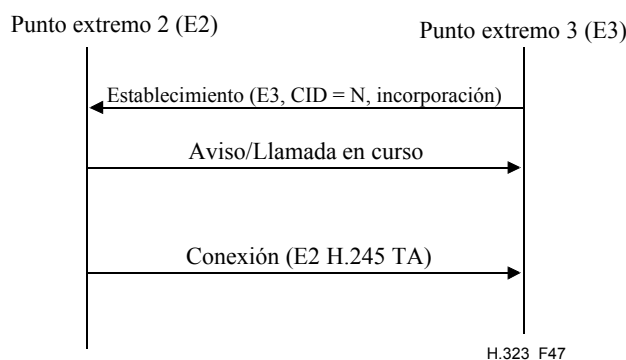 Punto extremo 2 (E2)
Punto extremo 3 (E3)
Establecimiento (E3, CID = N, incorporación)
Aviso/Llamada en curso
Conexión (E2 H.245 TA)
H.323_F47